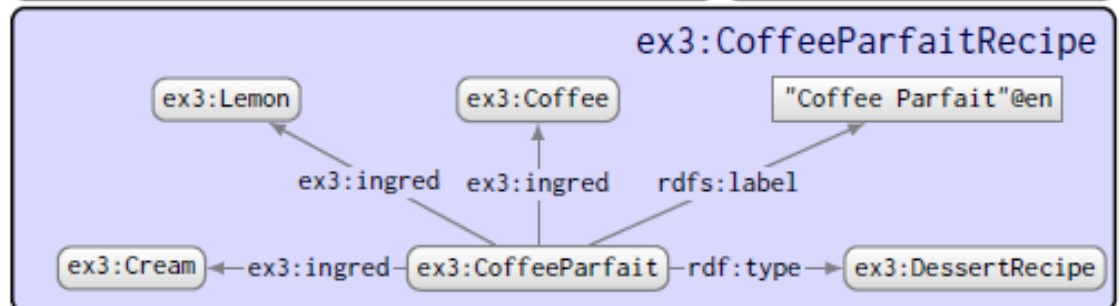 ex3:CoffeeParfaitRecipe
ex3:Lemon
ex3:Coffee
"Coffee Parfait"@en
ex3:ingred
ex3:ingred
rdfs:label
ex3:Cream
ex3:ingred
ex3:CoffeeParfait
rdf:type
ex3:DessertRecipe